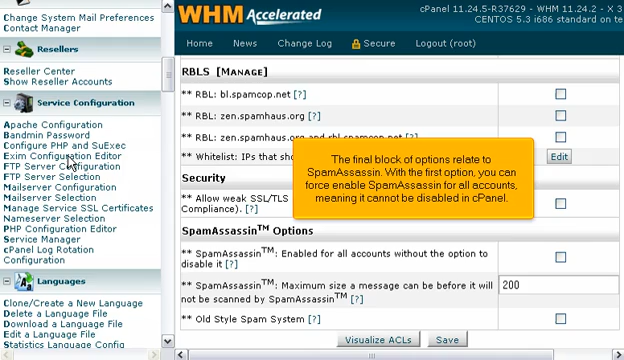 Change System Mail Preferences
Contact Manager
Resellers
Reseller Center
Show Reseller Accounts
Service Configuration
Apache Configuration
Bandmin Password
Configure PHP and SuExec
Exim Configuration Editor
FTP Server Configuration
FTP Server Selection
Mailserver Configuration
Mailserver Selection
Manage Service SSL Certificates
Nameserver Selection
PHP Configuration Editor
Service Manager
cPanel Log Rotation
Configuration
Languages
Clone/Create a New Language
Delete a Language File
Download a Language File
Edit a Language File
Statistics Language Config
WHM Accelerated
cPanel 11.24.5-R37629 - WHM 11.24.2 - X 3
CENTOS 5.3 i686 standard on
Home News Change Log Secure Logout (root)
RBLS [MANAGE]
** RBL: bl.spamcop.net [?]
** RBL: zen.spamhaus.org [?]
** RBL: zen.spamhaus.org and rbl.spamcop.net [?]
** Whitelist: IPs that
Edit
The final block of options relate to
SpamAssassin. With the first option, you can
force enable SpamAssassin for all accounts,
meaning it cannot be disabled in cPanel.
Security
** Allow weak SSL/TLS
Compliance). [?]
SpamAssassin™ Options
** SpamAssassin™: Enabled for all accounts without the option to
disable it [?]
** SpamAssassin™: Maximum size a message can be before it will
not be scanned by SpamAssassin™ [?]
200
** Old Style Spam System [?]
Visualize ACLs Save